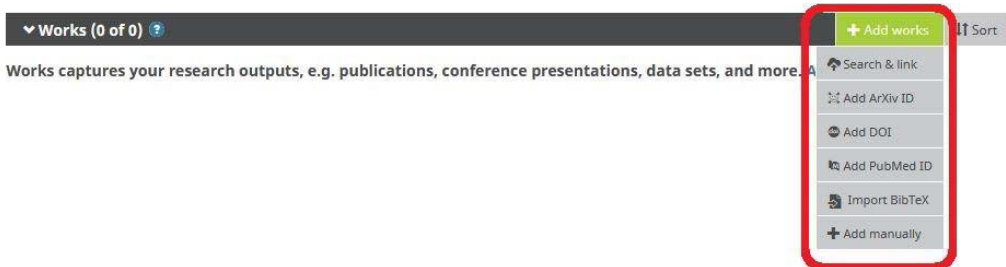 Works (0 of 0) ?
+ Add works
Sort
Works captures your research outputs, e.g. publications, conference presentations, data sets, and more. A
Search & link
Add ArXiv ID
Add DOI
Add PubMed ID
Import BibTeX
+ Add manually